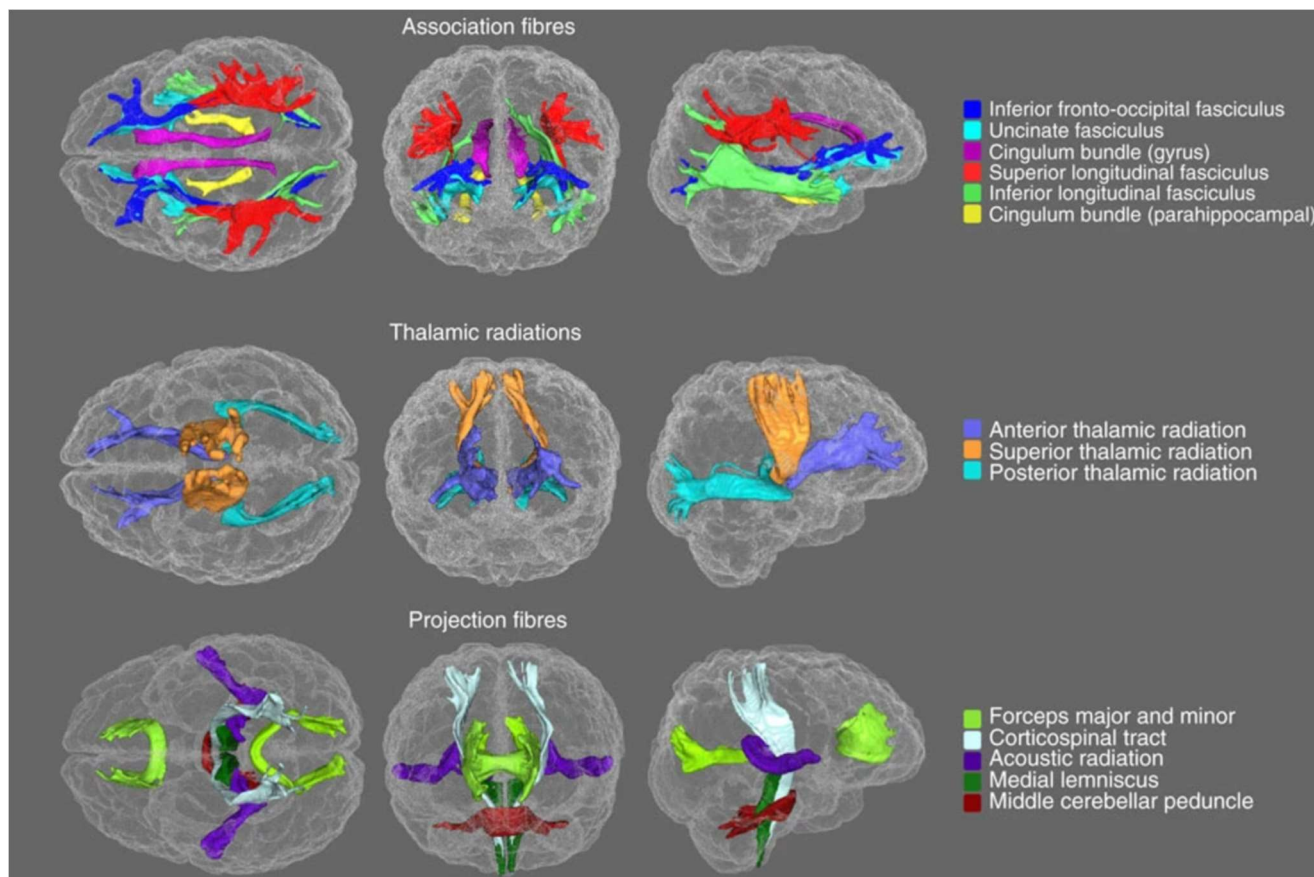 Association fibres
Inferior fronto-occipital fasciculus
Uncinate fasciculus
Cingulum bundle (gyrus)
Superior longitudinal fasciculus
Inferior longitudinal fasciculus
Cingulum bundle (parahippocampal)
Thalamic radiations
Anterior thalamic radiation
Superior thalamic radiation
Posterior thalamic radiation
Projection fibres
Forceps major and minor
Corticospinal tract
Acoustic radiation
Medial lemniscus
Middle cerebellar peduncle